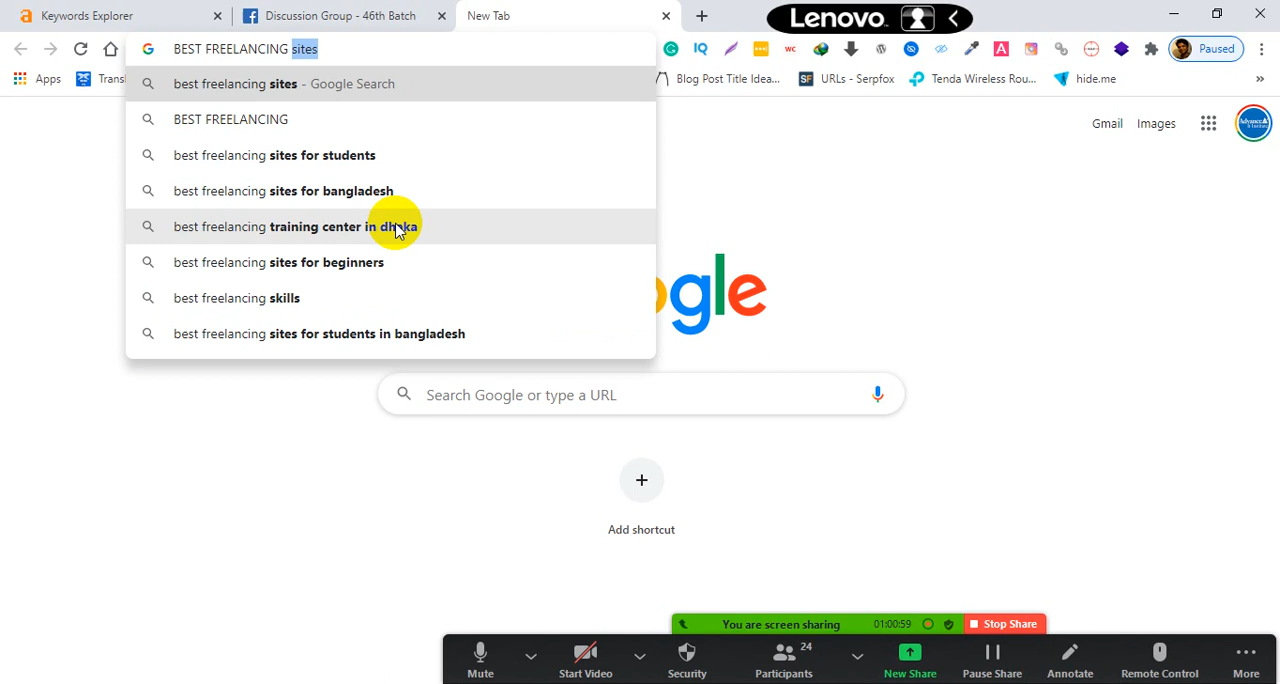 Keywords Explorer
Discussion Group - 46th Batch
New Tab
Lenovo
BEST FREELANCING sites
Paused
Apps
Trans
Blog Post Title Idea...
URLs - Serpfox
Tenda Wireless Rou...
hide.me
best freelancing sites - Google Search
BEST FREELANCING
best freelancing sites for students
best freelancing sites for bangladesh
best freelancing training center in dhaka
best freelancing sites for beginners
best freelancing skills
best freelancing sites for students in bangladesh
Gmail Images
ogle
Search Google or type a URL
Add shortcut
You are screen sharing 01:00:59 Stop Share
24
Mute Start Video Security Participants New Share Pause Share Annotate Remote Control More